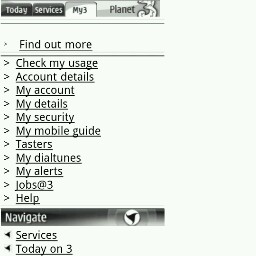 Today Services My3 Planet 3
> Find out more
> Check my usage
> Account details
> My account
> My details
> My security
> My mobile guide
> Tasters
> My dialtunes
> My alerts
> Jobs@3
> Help
Navigate
Services
Today on 3